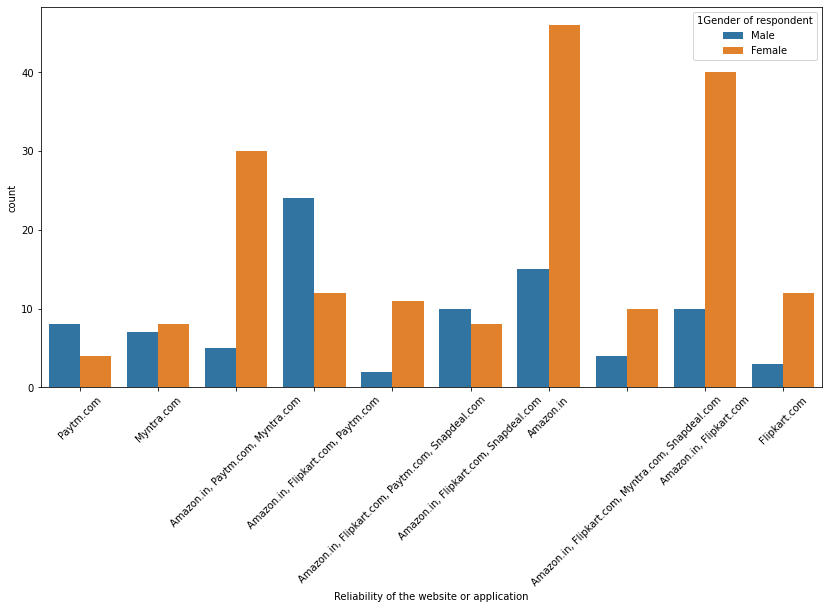 1Gender of respondent
Male
Female
count
40
30
20
10
0
Paytm.com
Myntra.com
Amazon.in, Paytm.com, Myntra.com
Amazon.in, Flipkart.com, Paytm.com
Amazon.in, Flipkart.com, Paytm.com, Snapdeal.com
Amazon.in, Flipkart.com, Snapdeal.com
Amazon.in
Amazon.in, Flipkart.com, Myntra.com, Snapdeal.com
Amazon.in, Flipkart.com
Flipkart.com
Reliability of the website or application